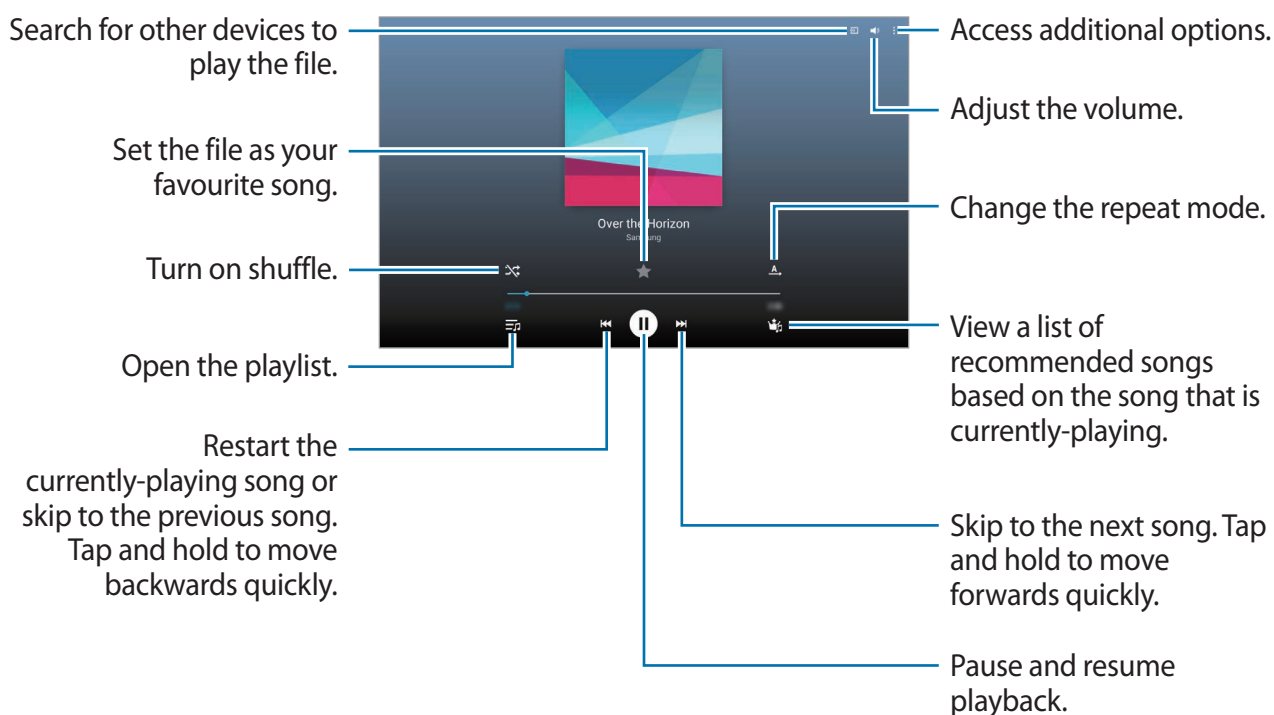 Search for other devices to
play the file.
Set the file as your
favourite song.
Turn on shuffle.
Open the playlist.
Restart the
currently-playing song or
skip to the previous song.
Tap and hold to move
backwards quickly.
Over the Horizon
Samsung
A
Access additional options.
Adjust the volume.
Change the repeat mode.
View a list of
recommended songs
based on the song that is
currently-playing.
Skip to the next song. Tap
and hold to move
forwards quickly.
Pause and resume
playback.